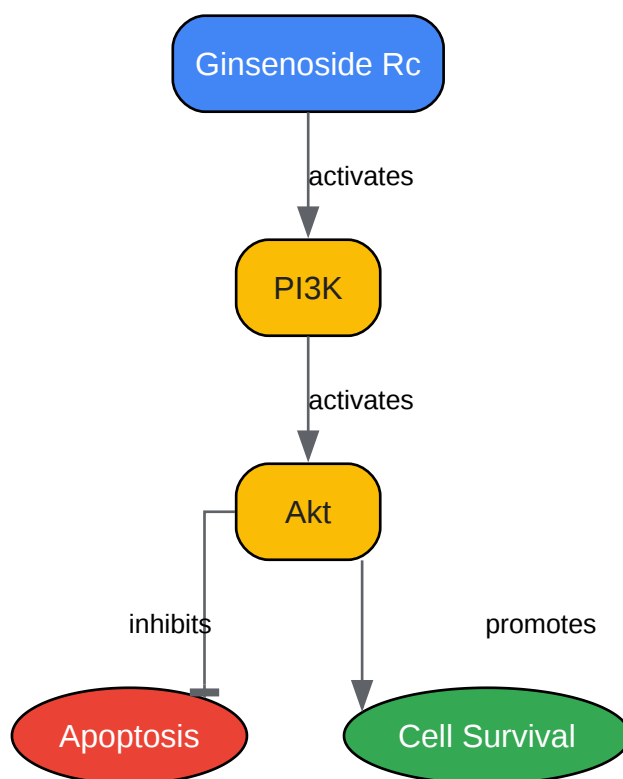 Ginsenoside Rc
activates
PI3K
activates
Akt
inhibits
promotes
Apoptosis
Cell Survival